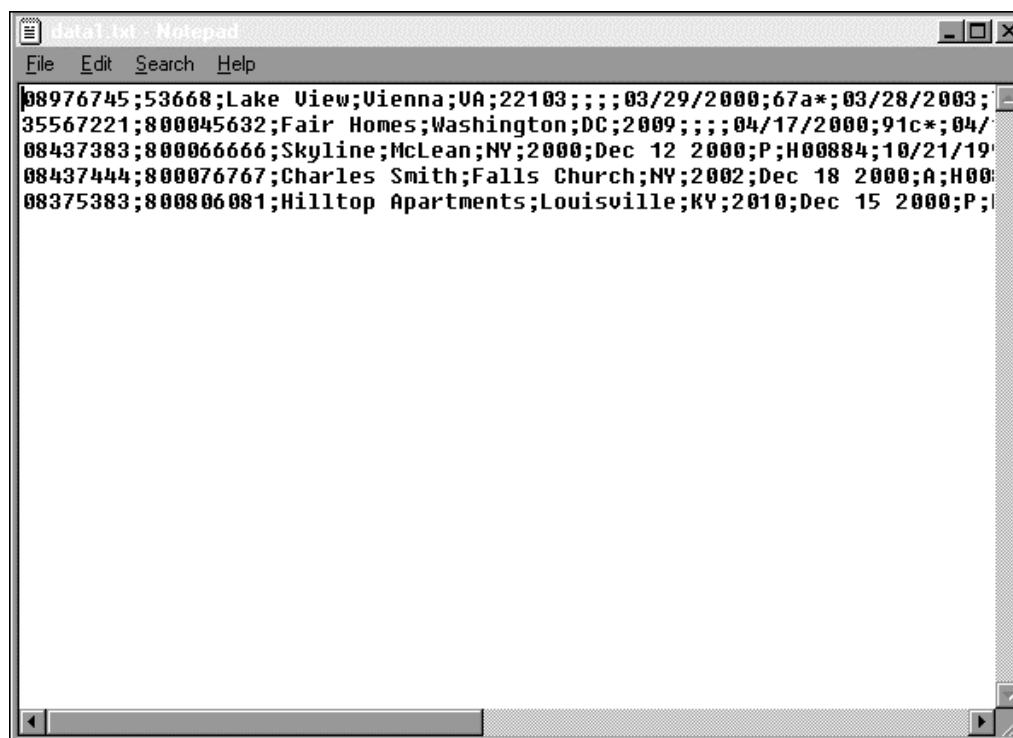 data1.txt - Notepad
File Edit Search Help
08976745;53668;Lake View;Vienna;VA;22103;;;;03/29/2000;67a*;03/28/2003;
35567221;800045632;Fair Homes;Washington;DC;2009;;;;04/17/2000;91c*;04/
08437383;800066666;Skyline;McLean;NY;2000;Dec 12 2000;P;H00884;10/21/19
08437444;800076767;Charles Smith;Falls Church;NY;2002;Dec 18 2000;A;H00
08375383;800806081;Hilltop Apartments;Louisville;KY;2010;Dec 15 2000;P;